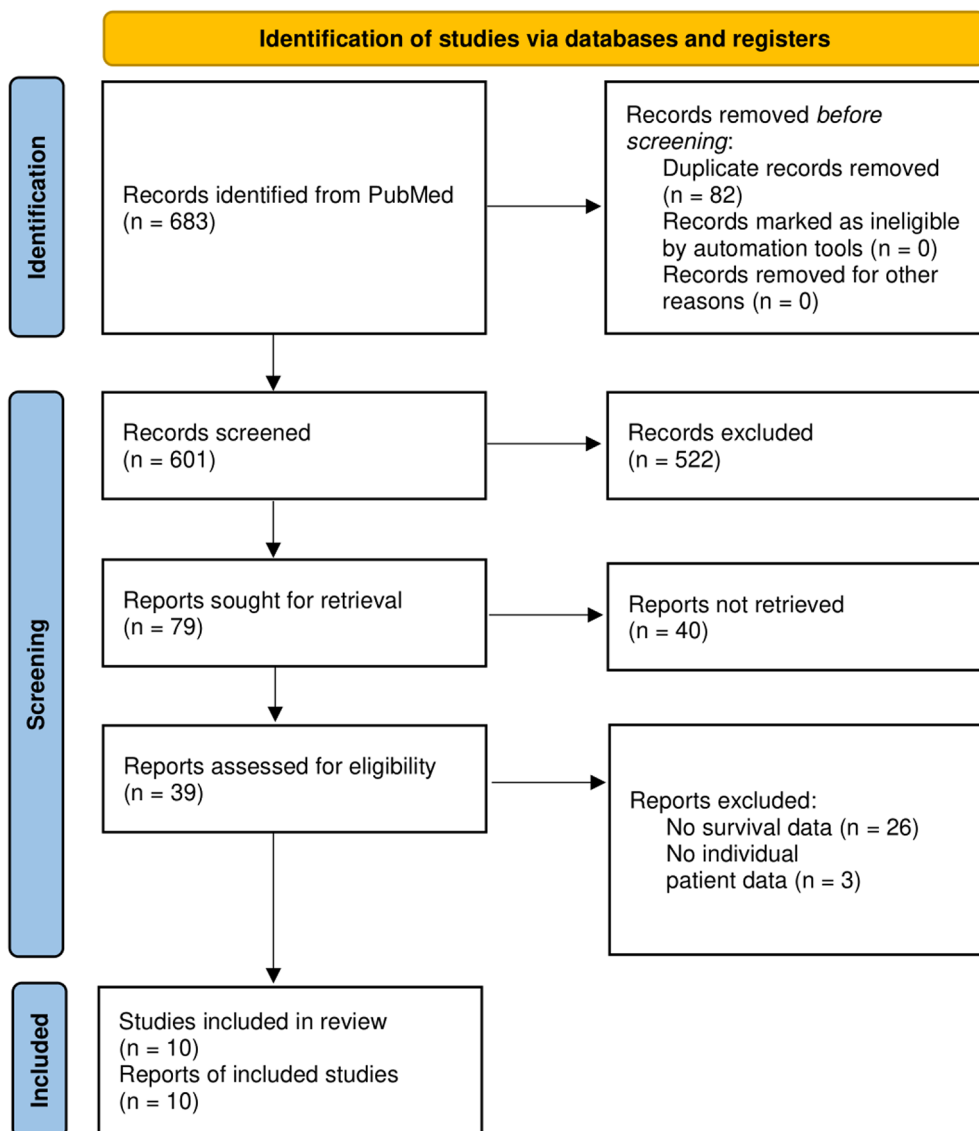 Identification of studies via databases and registers
Identification
Records identified from PubMed
(n = 683)
Records removed before
screening:
Duplicate records removed
(n = 82)
Records marked as ineligible
by automation tools (n = 0)
Records removed for other
reasons (n = 0)
Screening
Records screened
(n = 601)
Records excluded
(n = 522)
Reports sought for retrieval
(n = 79)
Reports not retrieved
(n = 40)
Reports assessed for eligibility
(n = 39)
Reports excluded:
No survival data (n = 26)
No individual
patient data (n = 3)
Included
Studies included in review
(n = 10)
Reports of included studies
(n = 10)